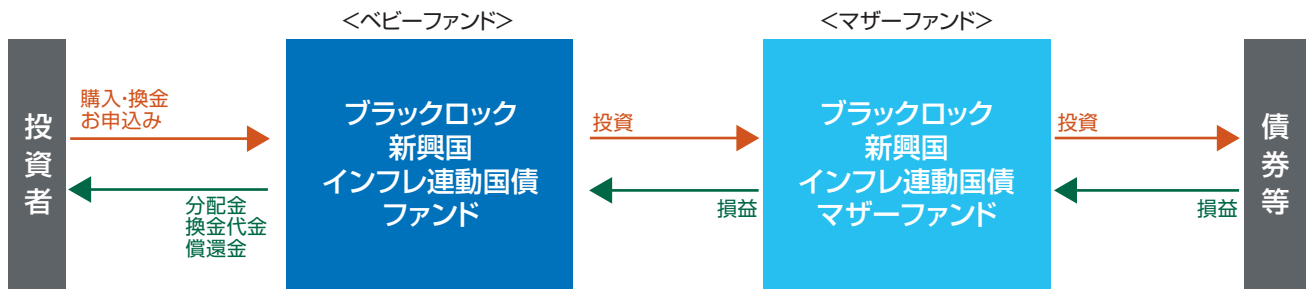 <ベビーファンド>
<マザーファンド>
投資者
購入・換金
お申込み
分配金
換金代金
償還金
ブラックロック
新興国
インフレ連動国債
ファンド
投資
損益
ブラックロック
新興国
インフレ連動国債
マザーファンド
投資
損益
債券等